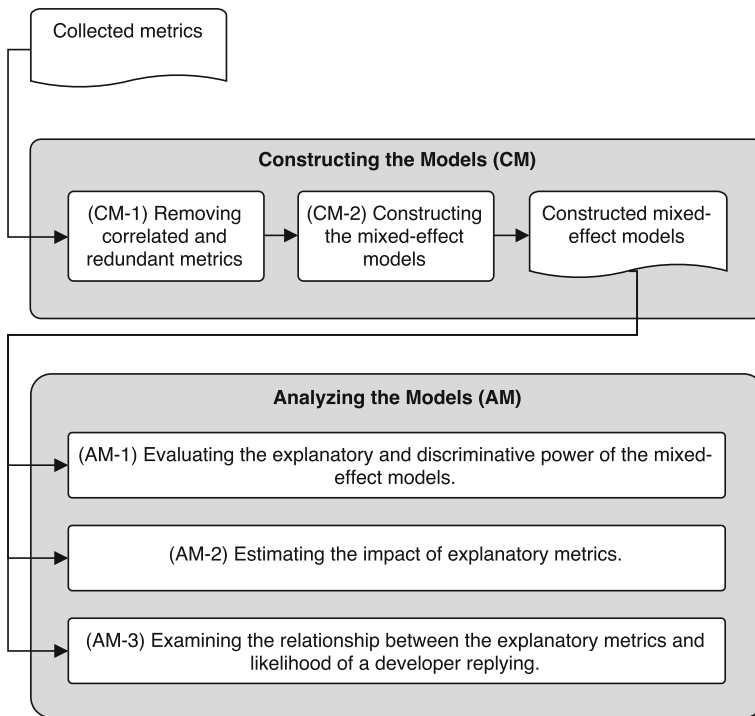 Collected metrics
Constructing the Models (CM)
(CM-1) Removing
correlated and
redundant metrics
(CM-2) Constructing
the mixed-effect
models
Constructed mixed-
effect models
Analyzing the Models (AM)
(AM-1) Evaluating the explanatory and discriminative power of the mixed-
effect models.
(AM-2) Estimating the impact of explanatory metrics.
(AM-3) Examining the relationship between the explanatory metrics and
likelihood of a developer replying.